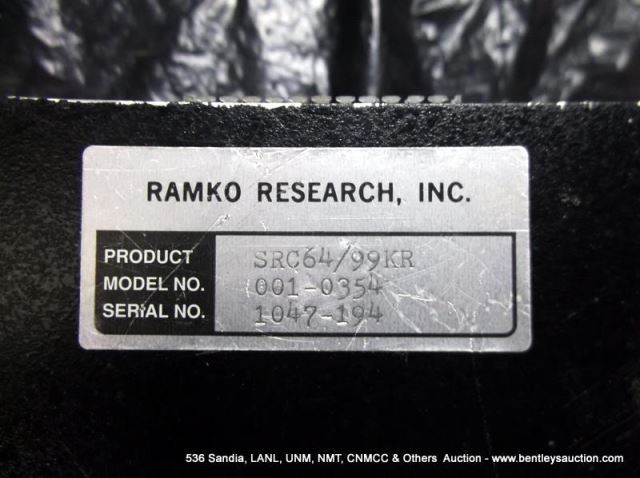 RAMKO RESEARCH, INC.
PRODUCT SRC64/99KR
MODEL NO. 001-0354
SERIAL NO. 1047-194
536 Sandia, LANL, UNM, NMT, CNMCC & Others Auction - www.bentleysauction.com